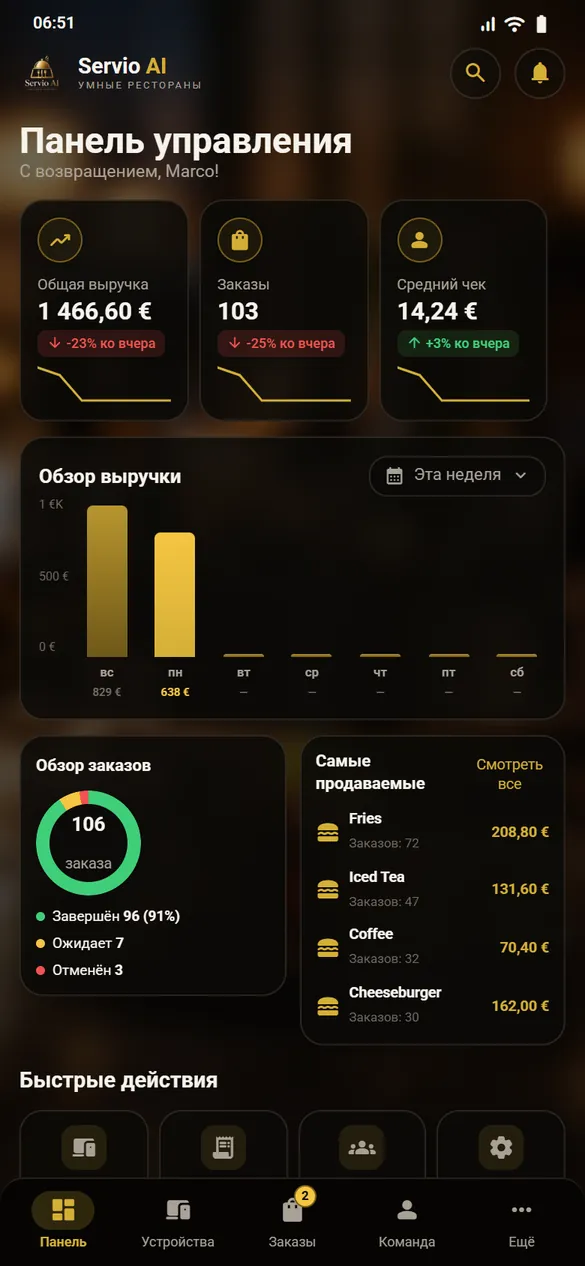 06:51
Servio AI
Servio AI
УМНЫЕ РЕСТОРАНЫ
Панель управления
С возвращением, Marco!
Общая выручка
1 466,60 €
-23% ко вчера
Заказы
103
-25% ко вчера
Средний чек
14,24 €
+3% ко вчера
Обзор выручки
Эта неделя
1 €K
500 €
0 €
вс
829 €
пн
638 €
вт
—
ср
—
чт
—
пт
—
сб
—
Обзор заказов
106
заказа
Завершён 96 (91%)
Ожидает 7
Отменён 3
Самые
продаваемые
Смотреть
все
Fries
Заказов: 72
208,80 €
Iced Tea
Заказов: 47
131,60 €
Coffee
Заказов: 32
70,40 €
Cheeseburger
Заказов: 30
162,00 €
Быстрые действия
2
Панель
Устройства
Заказы
Команда
Ещё